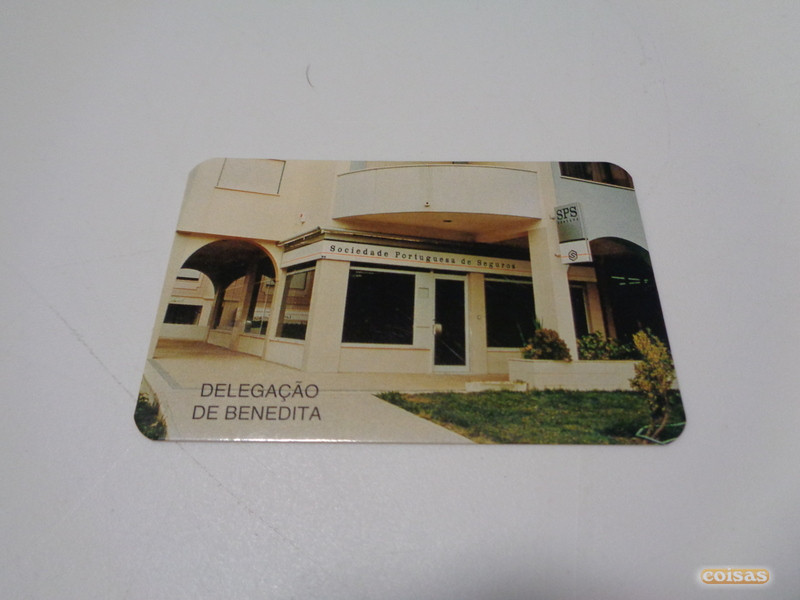 SPS
Sociedade Portuguesa de Seguros
DELEGAÇÃO
DE BENEDITA
coisas